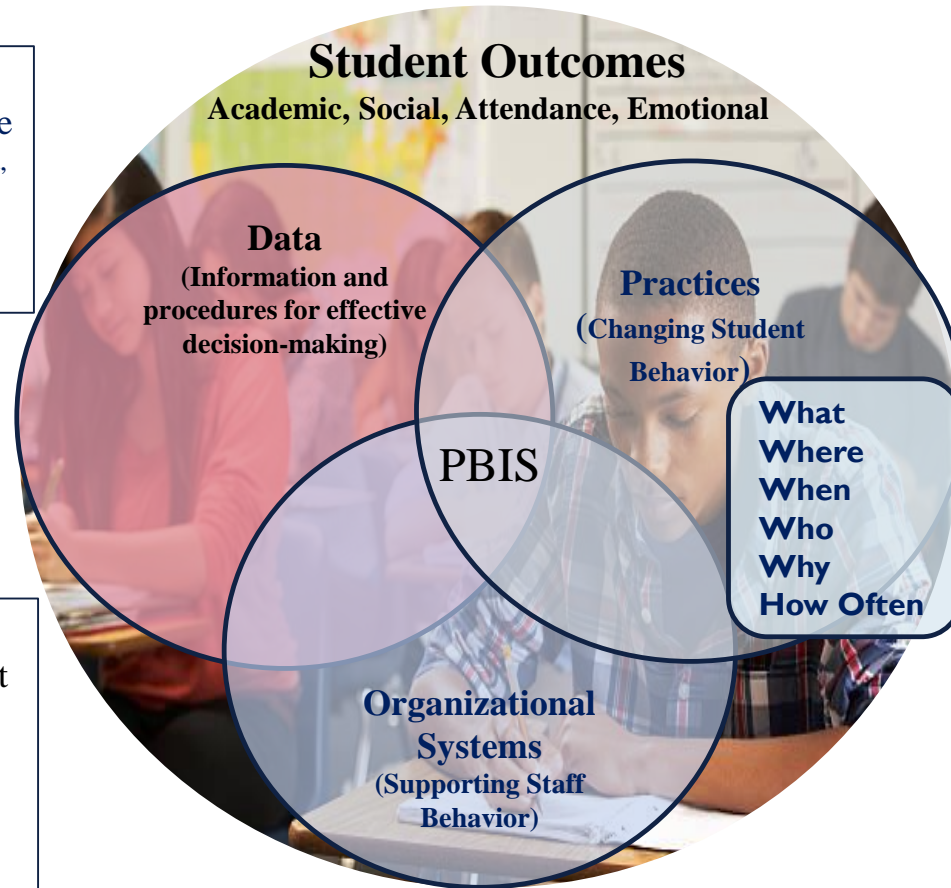 Student Outcomes
Academic, Social, Attendance, Emotional
e
,
Data
(Information and
procedures for effective
decision-making)
Practices
(Changing Student
Behavior)
What
Where
When
Who
Why
How Often
PBIS
t
Organizational
Systems
(Supporting Staff
Behavior)